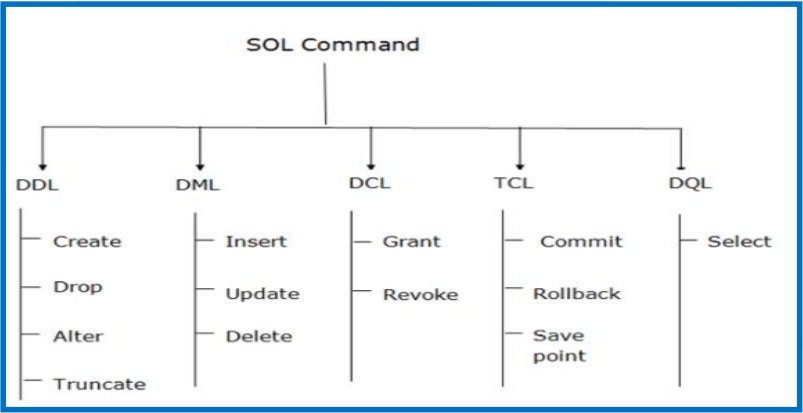 SOL Command
DDL
DML
DCL
TCL
DQL
Create
Drop
Alter
Truncate
Insert
Update
Delete
Grant
Revoke
Commit
Rollback
Save
point
Select